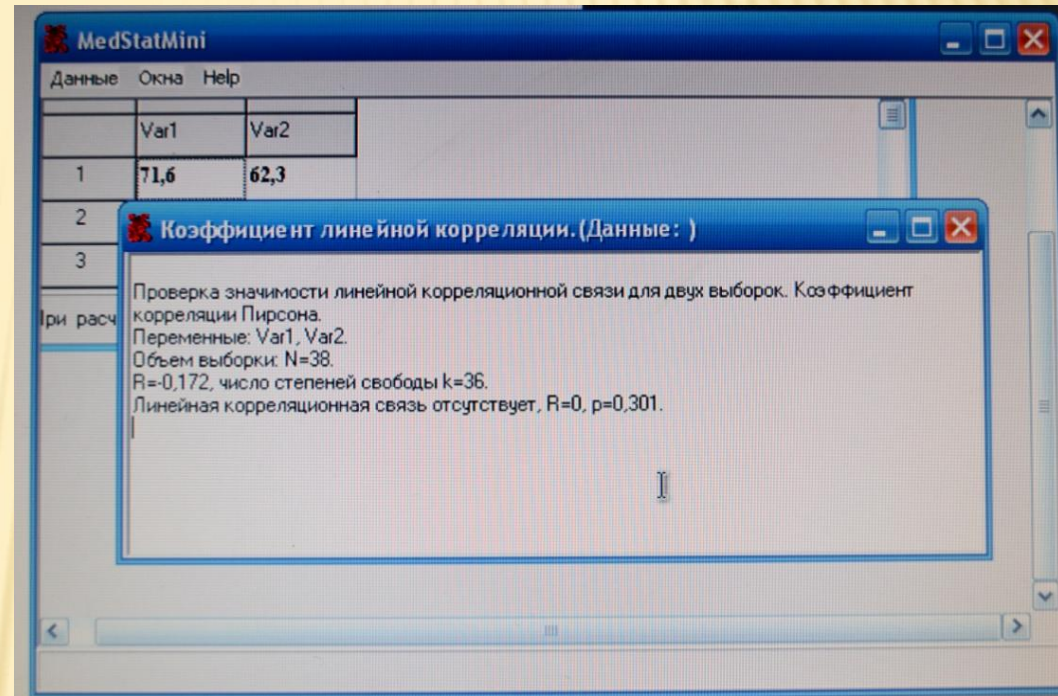 MedStatMini
Данные Окна Help
Var1 Var2
1 71,6 62,3
2
3
При расч
Коэффициент линейной корреляции.(Данные: )
Проверка значимости линейной корреляционной связи для двух выборок. Коэффициент
корреляции Пирсона.
Переменные: Var1, Var2.
Объем выборки: N=38.
R=-0,172, число степеней свободы k=36.
Линейная корреляционная связь отсутствует, R=0, p=0,301.